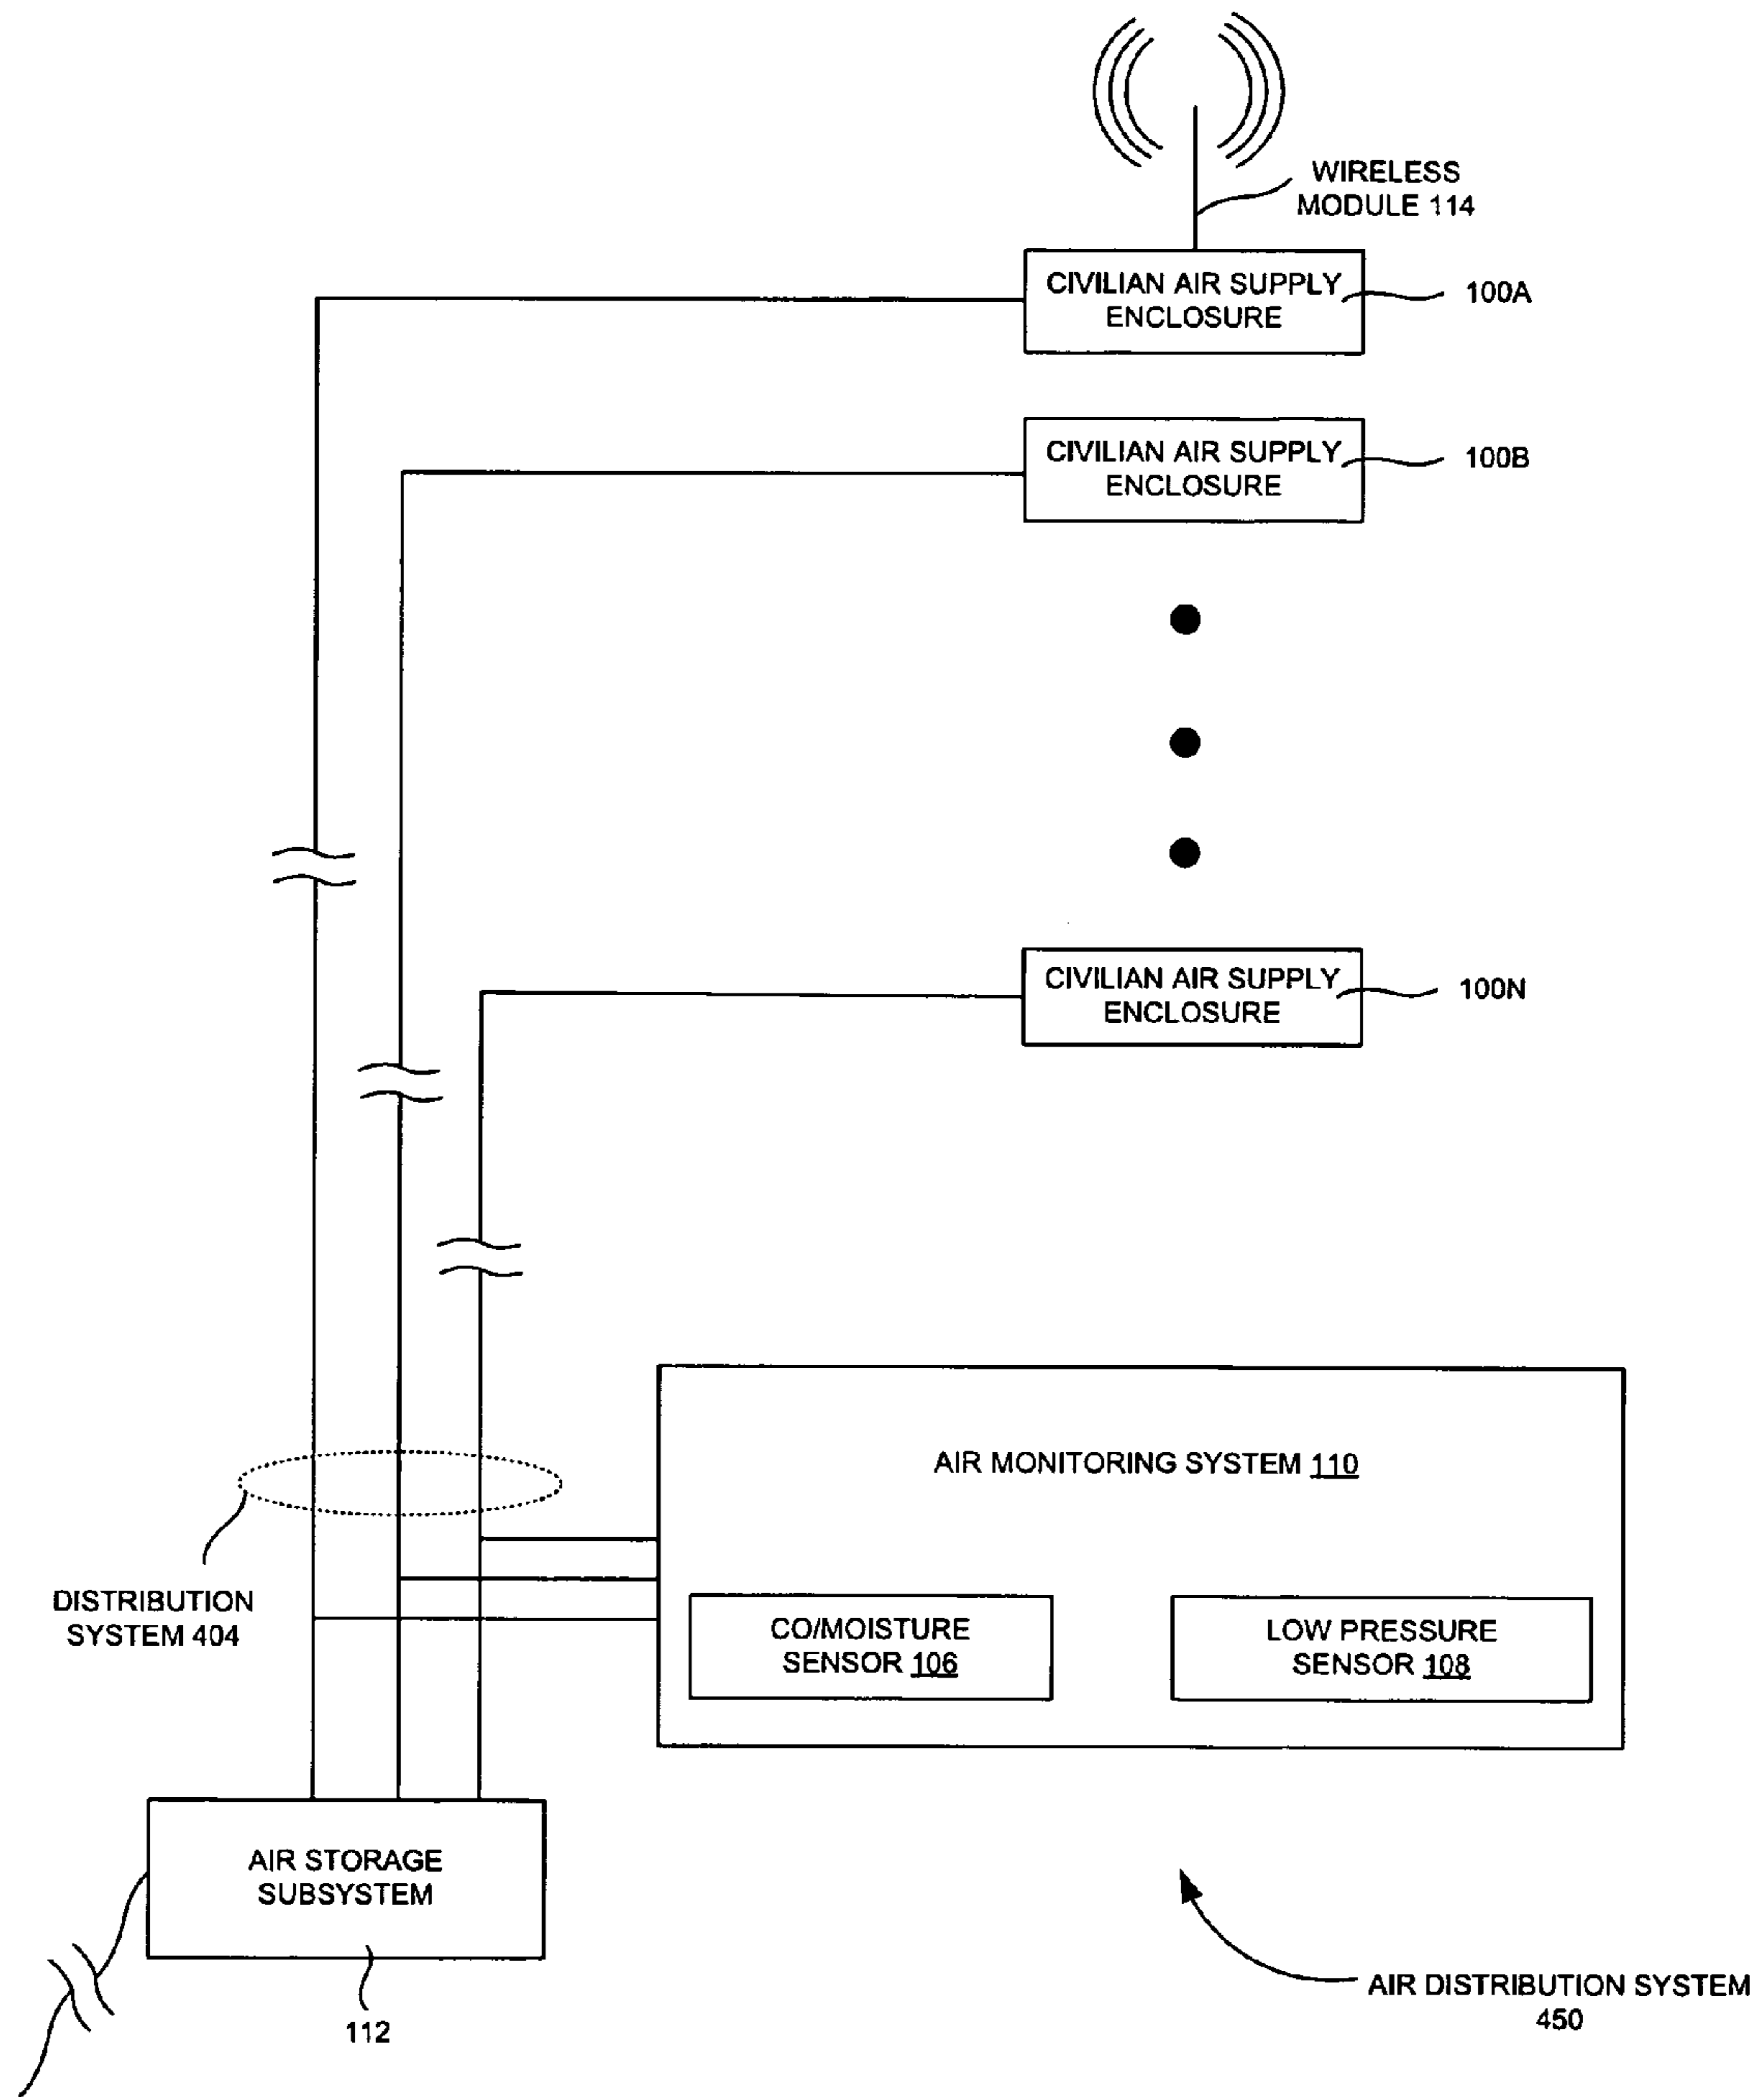 WIRELESS
MODULE 114
CIVILIAN AIR SUPPLY
ENCLOSURE
100A
CIVILIAN AIR SUPPLY
ENCLOSURE
100B
CIVILIAN AIR SUPPLY
ENCLOSURE
100N
AIR MONITORING SYSTEM 110
DISTRIBUTION
SYSTEM 404
CO/MOISTURE
SENSOR 106
LOW PRESSURE
SENSOR 108
AIR STORAGE
SUBSYSTEM
112
AIR DISTRIBUTION SYSTEM
450